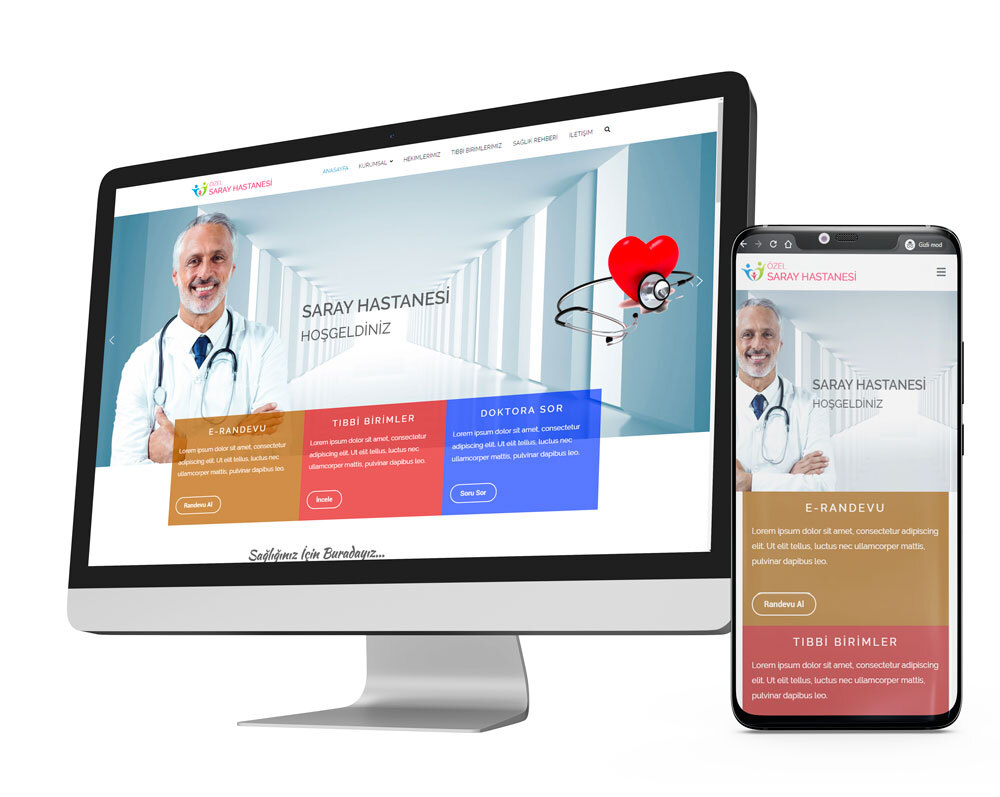 ÖZEL
SARAY HASTANESİ
ANASAYFA KURUMSAL HEKİMLERİMİZ TIBBİ BİRİMLERİMİZ SAĞLIK REHBERİ İLETİŞİM
SARAY HASTANESİ
HOŞGELDİNİZ
E-RANDEVU
Lorem ipsum dolor sit amet, consectetur
adipiscing elit. Ut elit tellus, luctus nec
ullamcorper mattis, pulvinar dapibus leo.
Randevu Al
TIBBİ BİRİMLER
Lorem ipsum dolor sit amet, consectetur
adipiscing elit. Ut elit tellus, luctus nec
ullamcorper mattis, pulvinar dapibus leo.
İncele
DOKTORA SOR
Lorem ipsum dolor sit amet, consectetur
adipiscing elit. Ut elit tellus, luctus nec
ullamcorper mattis, pulvinar dapibus leo.
Soru Sor
Sağlığınız İçin Buradayız...
Gizli mod
ÖZEL
SARAY HASTANESİ
SARAY HASTANESİ
HOŞGELDİNİZ
E-RANDEVU
Lorem ipsum dolor sit amet, consectetur adipiscing
elit. Ut elit tellus, luctus nec ullamcorper mattis,
pulvinar dapibus leo.
Randevu Al
TIBBİ BİRİMLER
Lorem ipsum dolor sit amet, consectetur adipiscing
elit. Ut elit tellus, luctus nec ullamcorper mattis,
pulvinar dapibus leo.